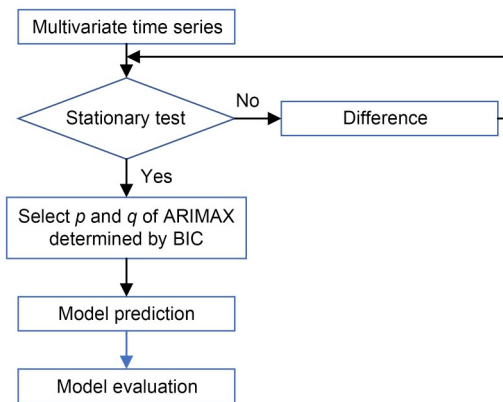 Multivariate time series
Stationary test
No
Difference
Yes
Select p and q of ARIMAX
determined by BIC
Model prediction
Model evaluation